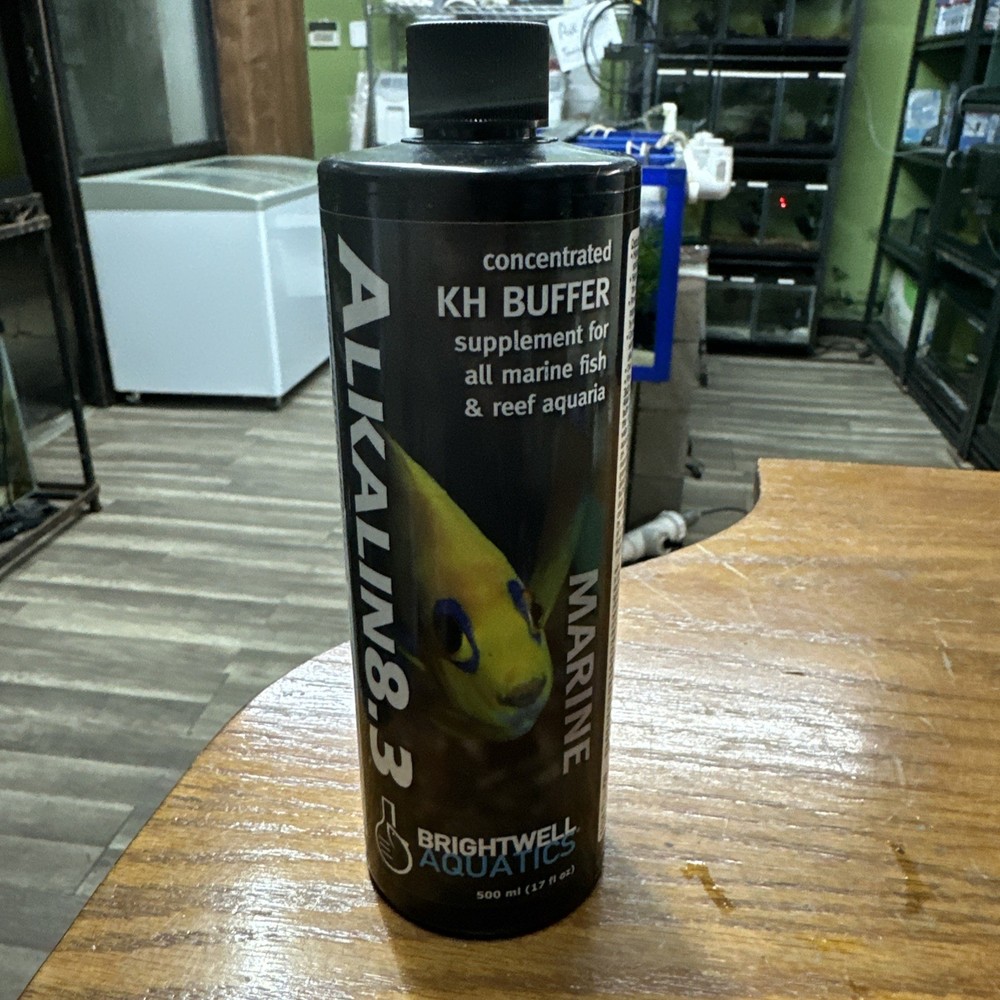 concentrated
KH BUFFER
supplement for
all marine fish
& reef aquaria
ALKALIN8.3
MARINE
BRIGHTWELL
AQUATICS
500 ml (17 fl oz)